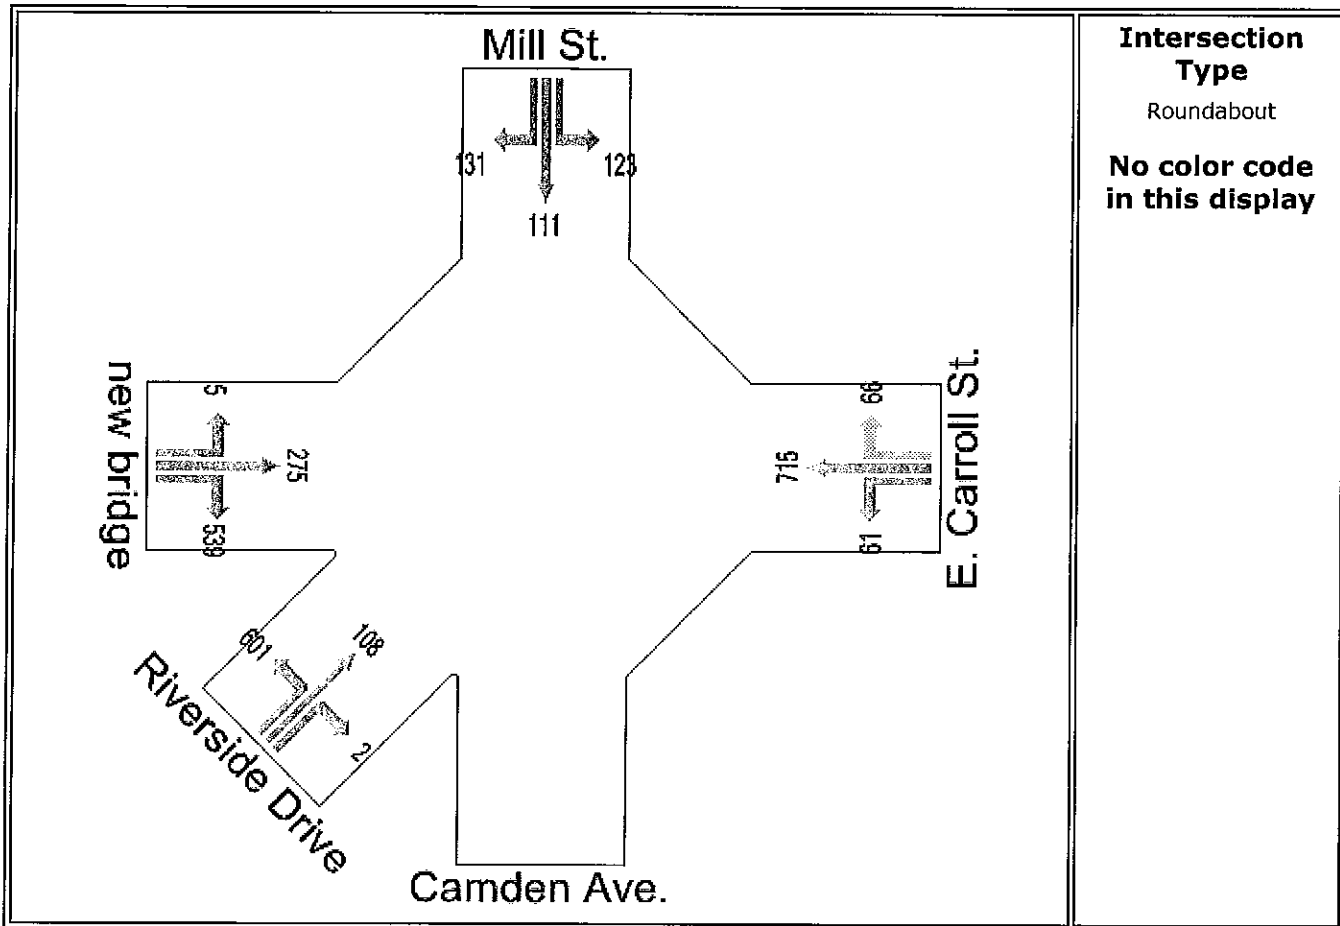 Mill St.
131
123
111
Intersection
Type
Roundabout
No color code
in this display
new bridge
5
275
539
E. Carroll St.
66
715
61
Riverside Drive
601
108
2
Camden Ave.